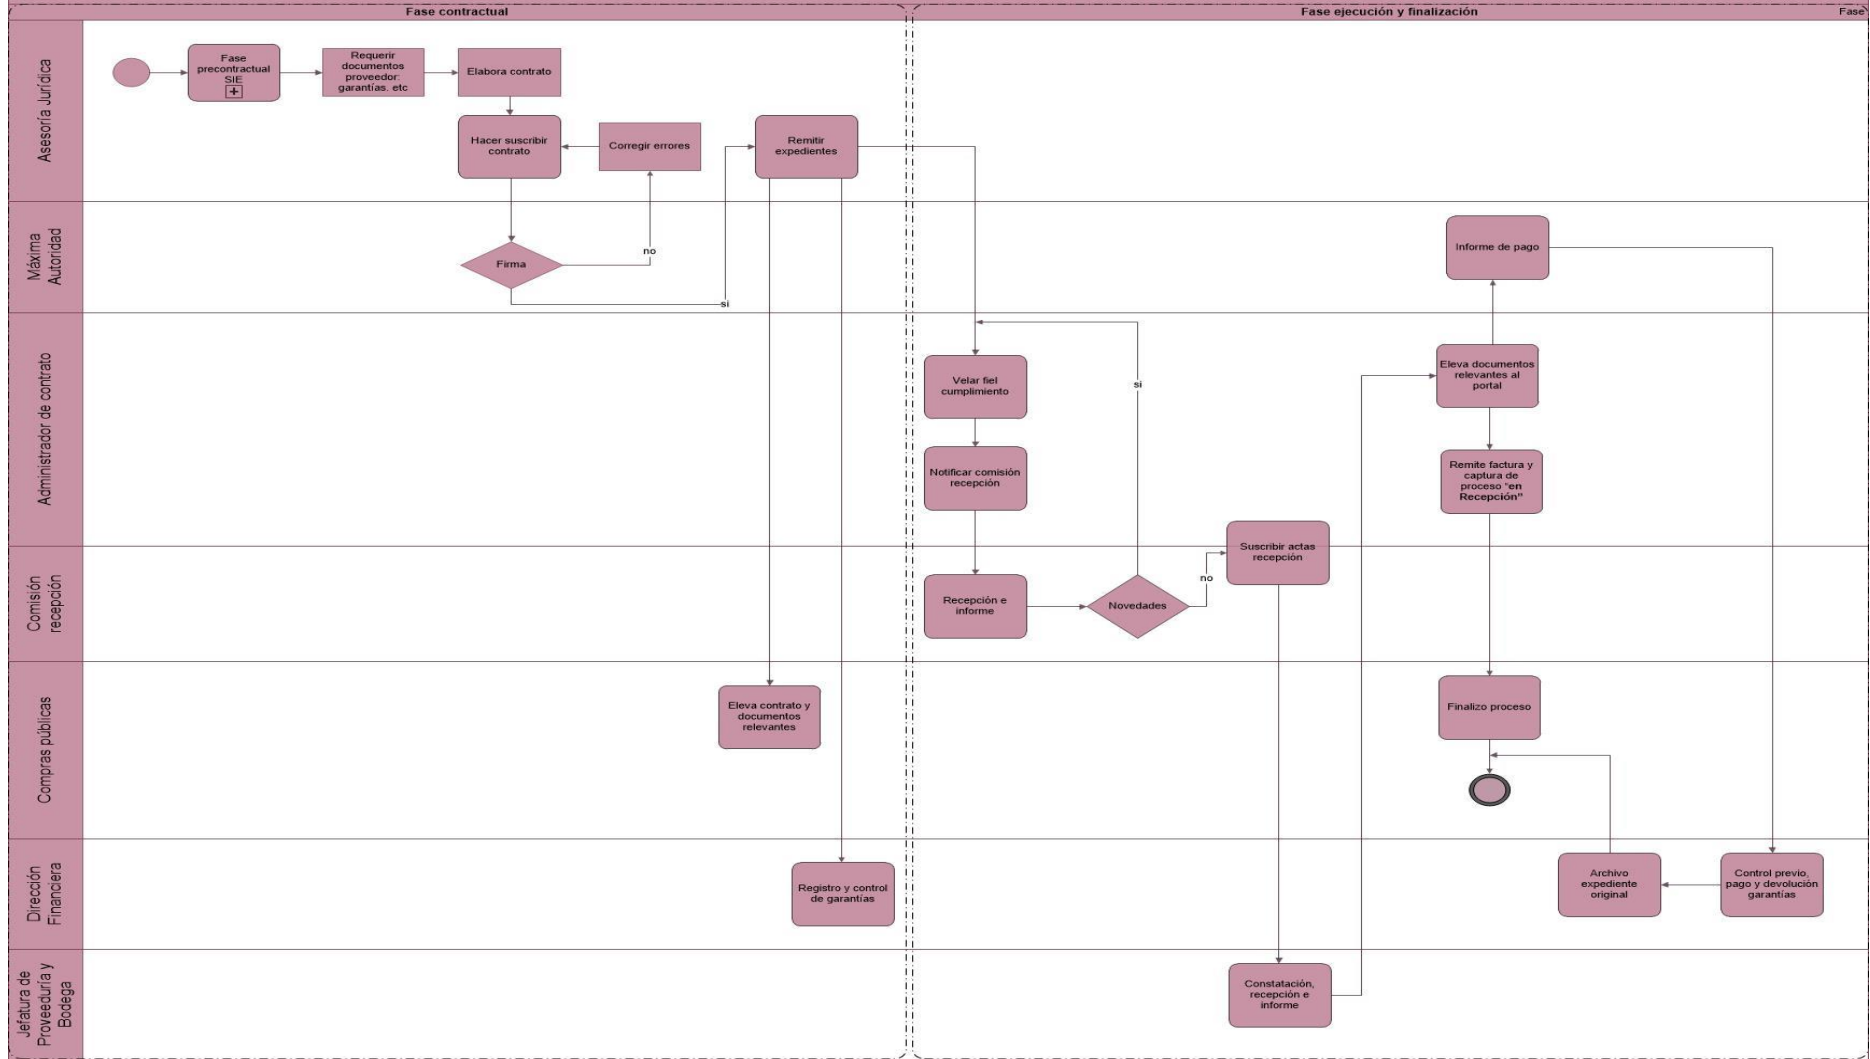 Fase contractual
Fase ejecución y finalización
Fase
Asesoría Jurídica
Fase
precontractual
SIE
Requerir
documentos
proveedor:
garantías. etc
Elabora contrato
Hacer suscribir
contrato
Corregir errores
Remitir
expedientes
Máxima
Autoridad
Firma
no
si
Informe de pago
Administrador de contrato
Velar fiel
cumplimiento
si
Eleva documentos
relevantes al
portal
Notificar comisión
recepción
Remite factura y
captura de
proceso "en
Recepción"
Comisión
recepción
Recepción e
informe
Novedades
no
Suscribir actas
recepción
Compras públicas
Eleva contrato y
documentos
relevantes
Finalizo proceso
Dirección
Financiera
Registro y control
de garantías
Archivo
expediente
original
Control previo,
pago y devolución
garantías
Jefatura de
Proveeduría y
Bodega
Constatación,
recepción e
informe